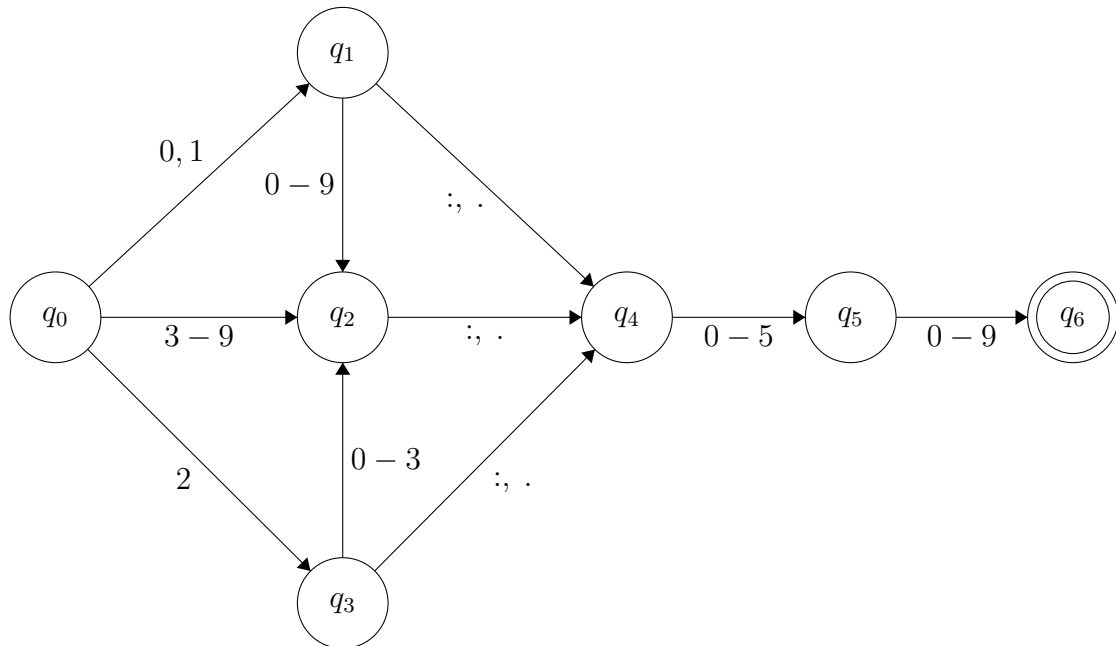 q1
0, 1
0 − 9
:, .
q0
3 − 9
q2
:, .
q4
0 − 5
q5
0 − 9
q6
2
0 − 3
:, .
q3